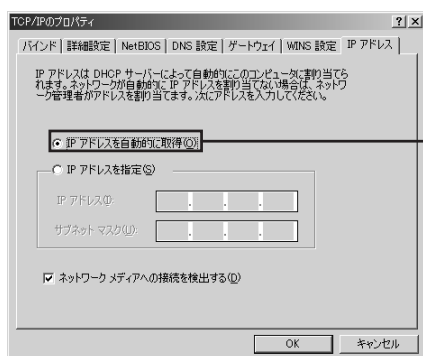 TCP/IPのプロパティ
バインド 詳細設定 NetBIOS DNS 設定 ゲートウェイ WINS 設定 IP アドレス
IP アドレスは DHCP サーバーによって自動的にこのコンピュータに割り当てら
れます。ネットワークが自動的に IP アドレスを割り当てない場合は、ネットワ
ーク管理者がアドレスを割り当てます。次にアドレスを入力してください。
IP アドレスを自動的に取得(O)
IP アドレスを指定(S)
IP アドレス(I):
サブネット マスク(U):
ネットワーク メディアへの接続を検出する(D)
OK キャンセル